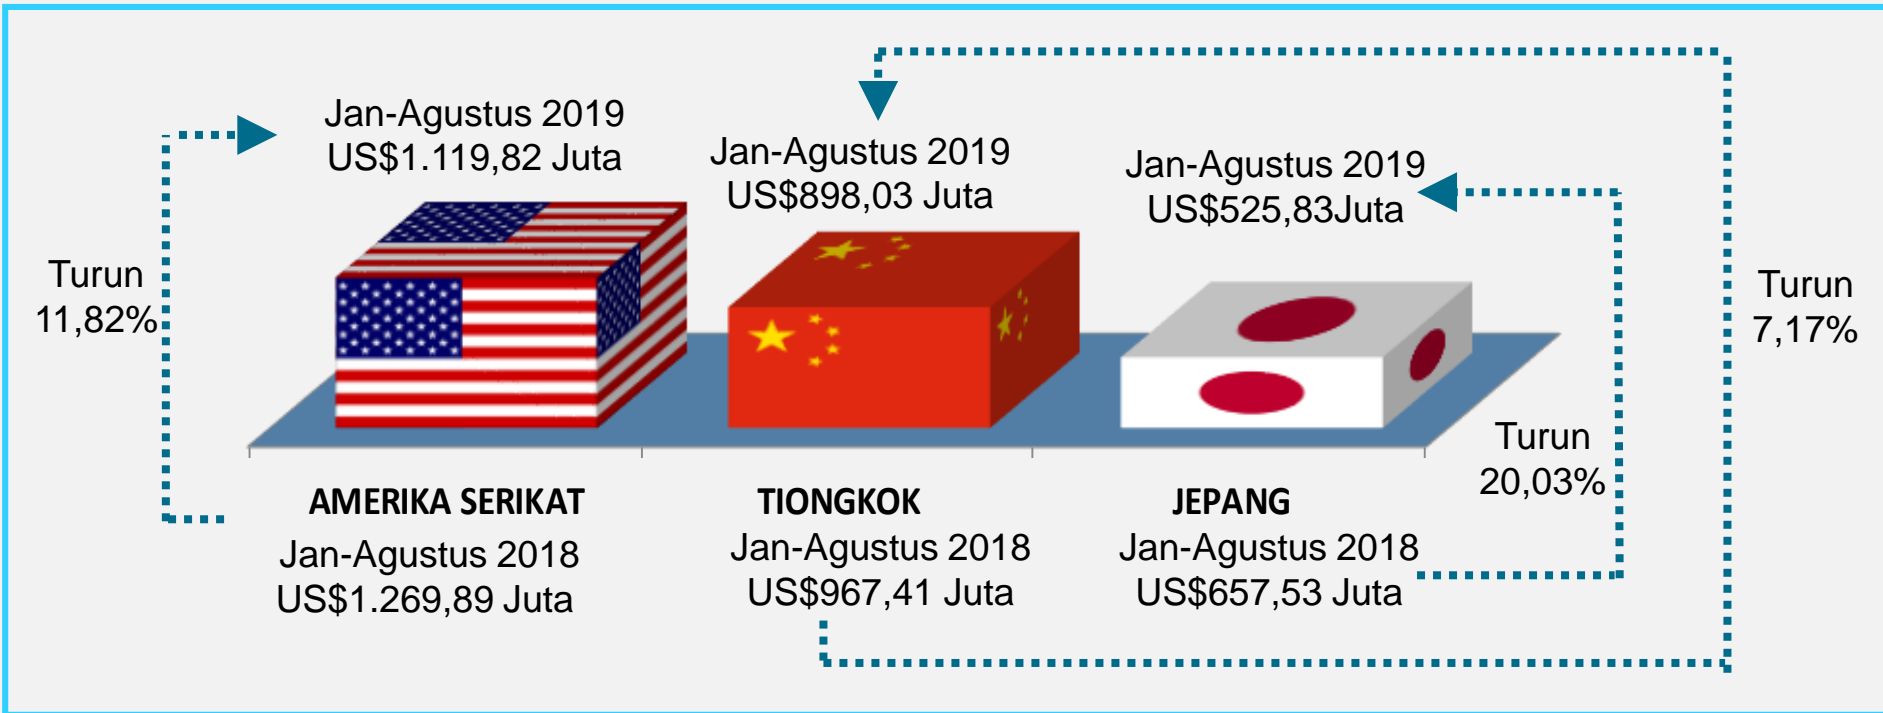 Jan-Agustus 2019
US$1.119,82 Juta
Jan-Agustus 2019
US$898,03 Juta
Jan-Agustus 2019
US$525,83Juta
Turun
11,82%
Turun
7,17%
Turun
20,03%
AMERIKA SERIKAT
Jan-Agustus 2018
US$1.269,89 Juta
TIONGKOK
Jan-Agustus 2018
US$967,41 Juta
JEPANG
Jan-Agustus 2018
US$657,53 Juta